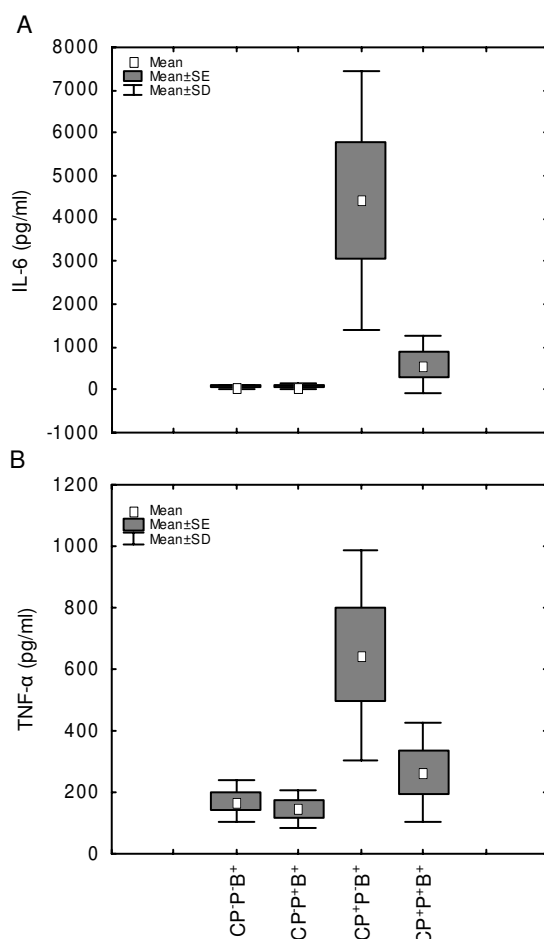 A
8000
7000
6000
5000
4000
3000
2000
1000
0
-1000
IL-6 (pg/ml)
Mean
Mean±SE
Mean±SD
B
1200
1000
800
600
400
200
0
TNF-α (pg/ml)
Mean
Mean±SE
Mean±SD
CP⁻P⁻B⁺
CP⁻P⁺B⁺
CP⁺P⁻B⁺
CP⁺P⁺B⁺